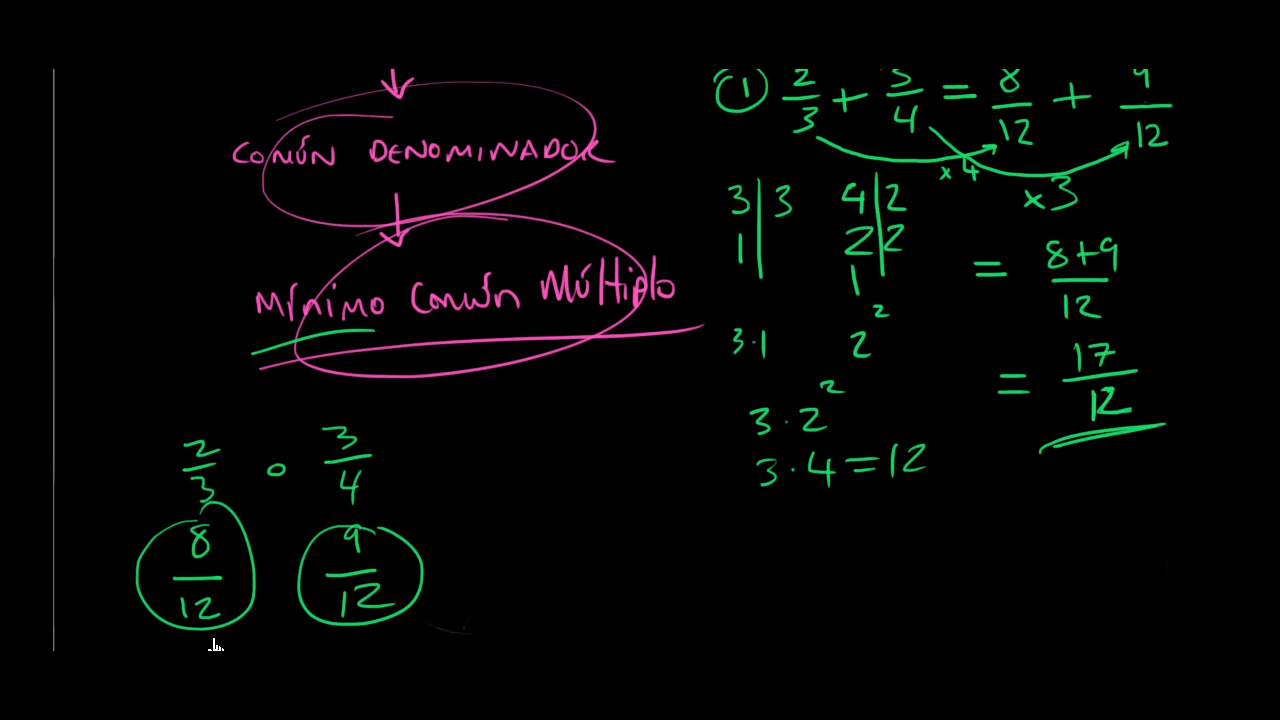 COMÚN DENOMINADOR
Mínimo Común Múltiplo
2/3 o 3/4
8/12 9/12
① 2/3 + 3/4 = 8/12 + 9/12
x4 x3
3 | 3 4 | 2
1 | 2 | 2
1
3·1 2²
3·2²
3·4=12
= 8+9/12
= 17/12